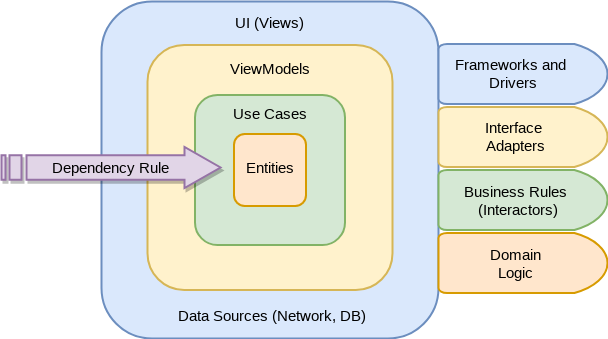 UI (Views)
ViewModels
Use Cases
Entities
Dependency Rule
Data Sources (Network, DB)
Frameworks and
Drivers
Interface
Adapters
Business Rules
(Interactors)
Domain
Logic